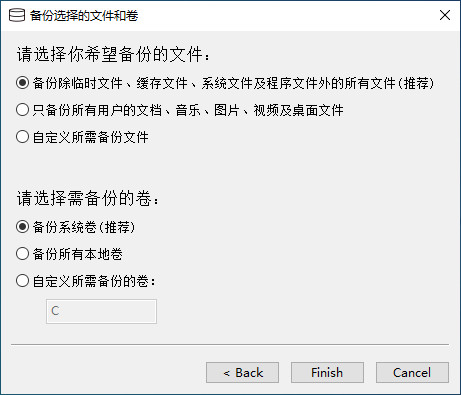 备份选择的文件和卷
请选择你希望备份的文件：
备份除临时文件、缓存文件、系统文件及程序文件外的所有文件(推荐)
只备份所有用户的文档、音乐、图片、视频及桌面文件
自定义所需备份文件
请选择需备份的卷：
备份系统卷(推荐)
备份所有本地卷
自定义所需备份的卷：
C
< Back
Finish
Cancel